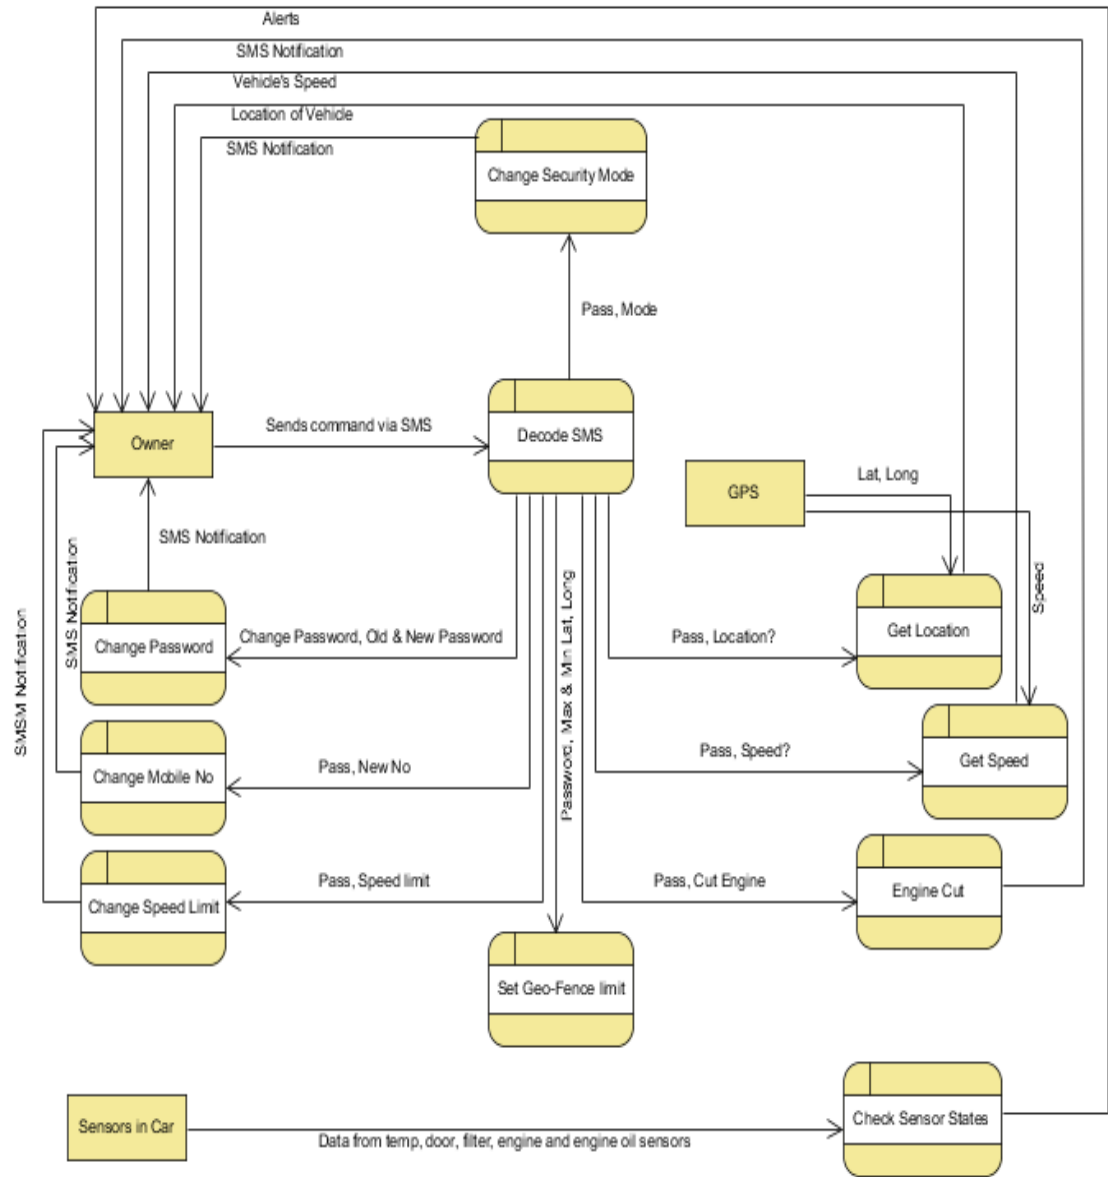 Alerts
SMS Notification
Vehicle's Speed
Location of Vehicle
SMS Notification
Change Security Mode
Pass, Mode
Owner
Sends command via SMS
Decode SMS
GPS
Lat, Long
Speed
SMS Notification
SMS Notification
SMSM Notification
Change Password
Change Password, Old & New Password
Password, Max & Min Lat, Long
Pass, Location?
Get Location
Change Mobile No
Pass, New No
Pass, Speed?
Get Speed
Change Speed Limit
Pass, Speed limit
Pass, Cut Engine
Engine Cut
Set Geo-Fence limit
Sensors in Car
Data from temp, door, filter, engine and engine oil sensors
Check Sensor States